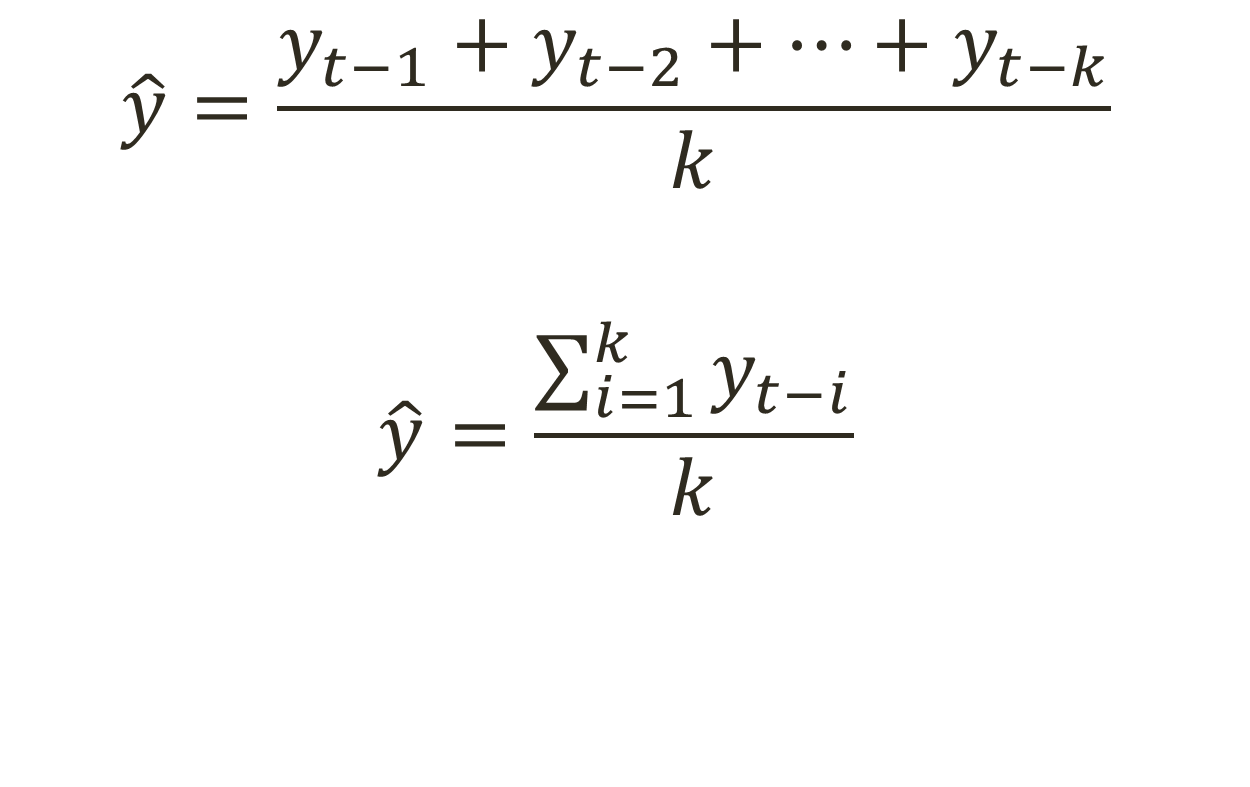 ŷ = (y_{t−1} + y_{t−2} + ⋯ + y_{t−k}) / k
ŷ = (∑_{i=1}^{k} y_{t−i}) / k